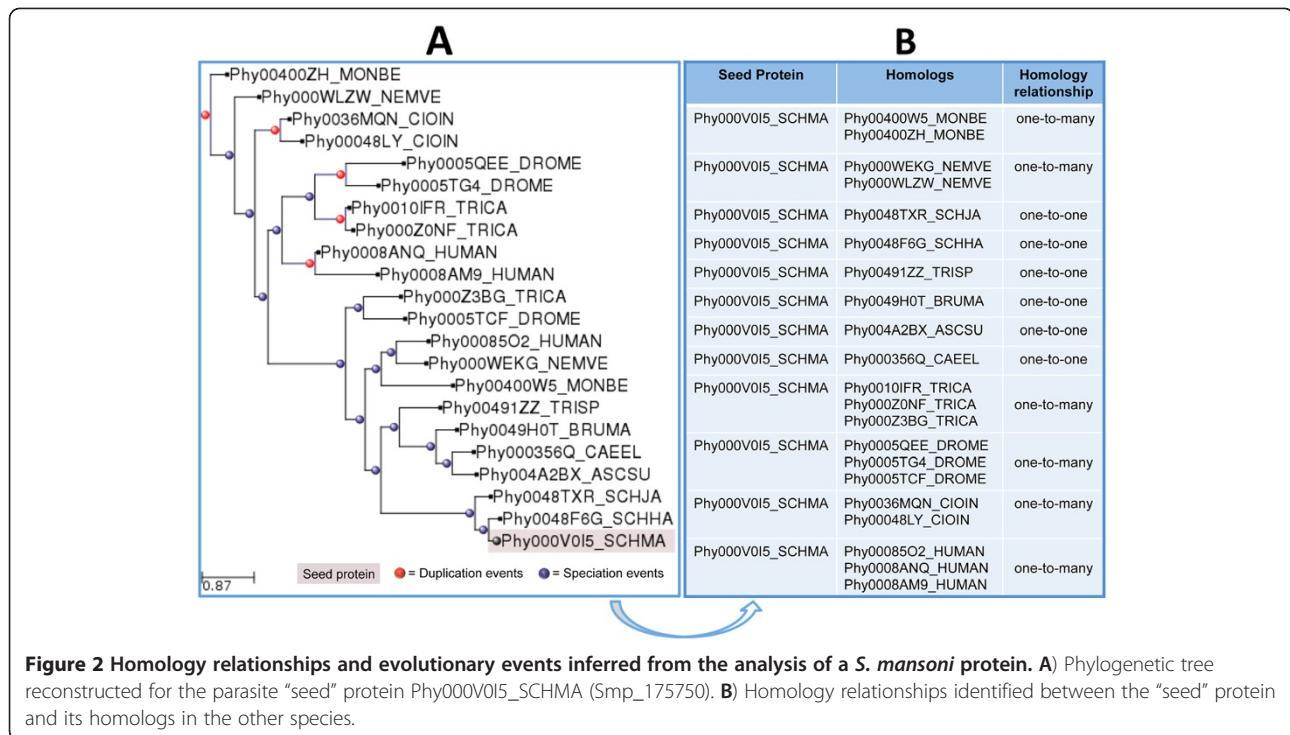 A
Phy00400ZH_MONBE
Phy000WLZW_NEMVE
Phy0036MQN_CIOIN
Phy00048LY_CIOIN
Phy0005QEE_DROME
Phy0005TG4_DROME
Phy0010IFR_TRICA
Phy000Z0NF_TRICA
Phy0008ANQ_HUMAN
Phy0008AM9_HUMAN
Phy000Z3BG_TRICA
Phy0005TCF_DROME
Phy00085O2_HUMAN
Phy000WEKG_NEMVE
Phy00400W5_MONBE
Phy00491ZZ_TRISP
Phy0049H0T_BRUMA
Phy000356Q_CAEEL
Phy004A2BX_ASCSU
Phy0048TXR_SCHJA
Phy0048F6G_SCHHA
Phy000V0I5_SCHMA
0.87
Seed protein = Duplication events = Speciation events
B
Seed Protein Homologs Homology
relationship
Phy000V0I5_SCHMA Phy00400W5_MONBE one-to-many
Phy00400ZH_MONBE
Phy000V0I5_SCHMA Phy000WEKG_NEMVE one-to-many
Phy000WLZW_NEMVE
Phy000V0I5_SCHMA Phy0048TXR_SCHJA one-to-one
Phy000V0I5_SCHMA Phy0048F6G_SCHHA one-to-one
Phy000V0I5_SCHMA Phy00491ZZ_TRISP one-to-one
Phy000V0I5_SCHMA Phy0049H0T_BRUMA one-to-one
Phy000V0I5_SCHMA Phy004A2BX_ASCSU one-to-one
Phy000V0I5_SCHMA Phy000356Q_CAEEL one-to-one
Phy000V0I5_SCHMA Phy0010IFR_TRICA
Phy000Z0NF_TRICA one-to-many
Phy000Z3BG_TRICA
Phy000V0I5_SCHMA Phy0005QEE_DROME
Phy0005TG4_DROME one-to-many
Phy0005TCF_DROME
Phy000V0I5_SCHMA Phy0036MQN_CIOIN one-to-many
Phy00048LY_CIOIN
Phy000V0I5_SCHMA Phy00085O2_HUMAN
Phy0008ANQ_HUMAN one-to-many
Phy0008AM9_HUMAN
Figure 2 Homology relationships and evolutionary events inferred from the analysis of a S. mansoni protein. A) Phylogenetic tree
reconstructed for the parasite “seed” protein Phy000V0I5_SCHMA (Smp_175750). B) Homology relationships identified between the “seed” protein
and its homologs in the other species.